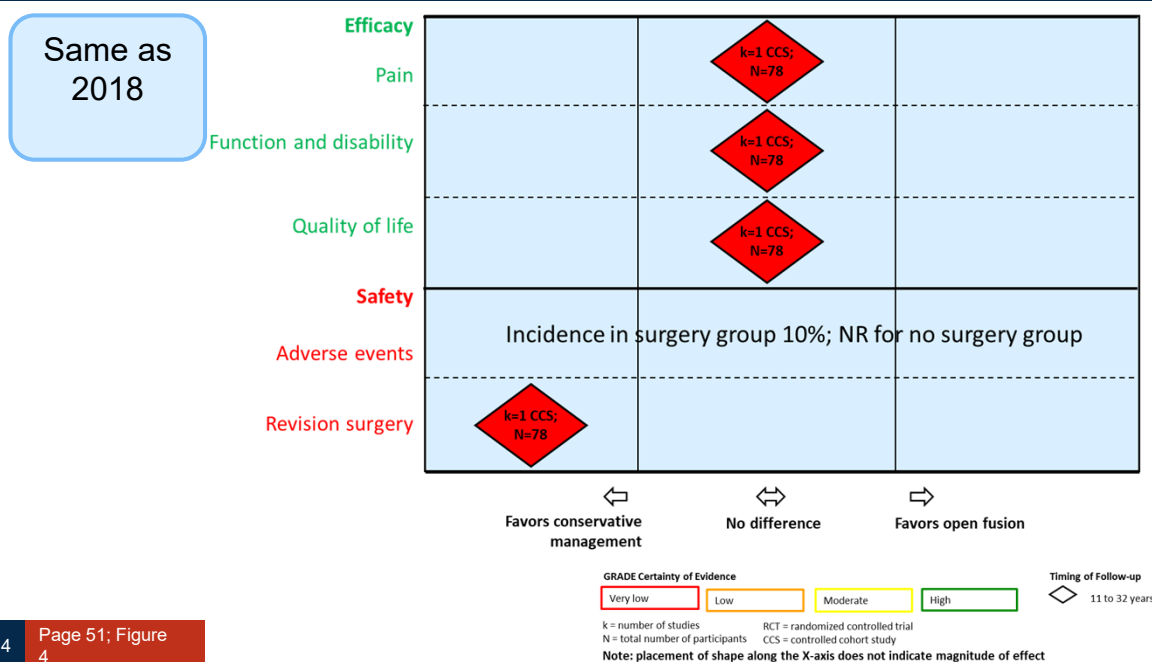 Same as
2018
Efficacy
Pain
k=1 CCS;
N=78
Function and disability
k=1 CCS;
N=78
Quality of life
k=1 CCS;
N=78
Safety
Adverse events
Incidence in surgery group 10%; NR for no surgery group
Revision surgery
k=1 CCS;
N=78
Favors conservative
management
No difference
Favors open fusion
GRADE Certainty of Evidence
Very low
Low
Moderate
High
Timing of Follow-up
11 to 32 years
k = number of studies
N = total number of participants
RCT = randomized controlled trial
CCS = controlled cohort study
Note: placement of shape along the X-axis does not indicate magnitude of effect
4
Page 51; Figure
4